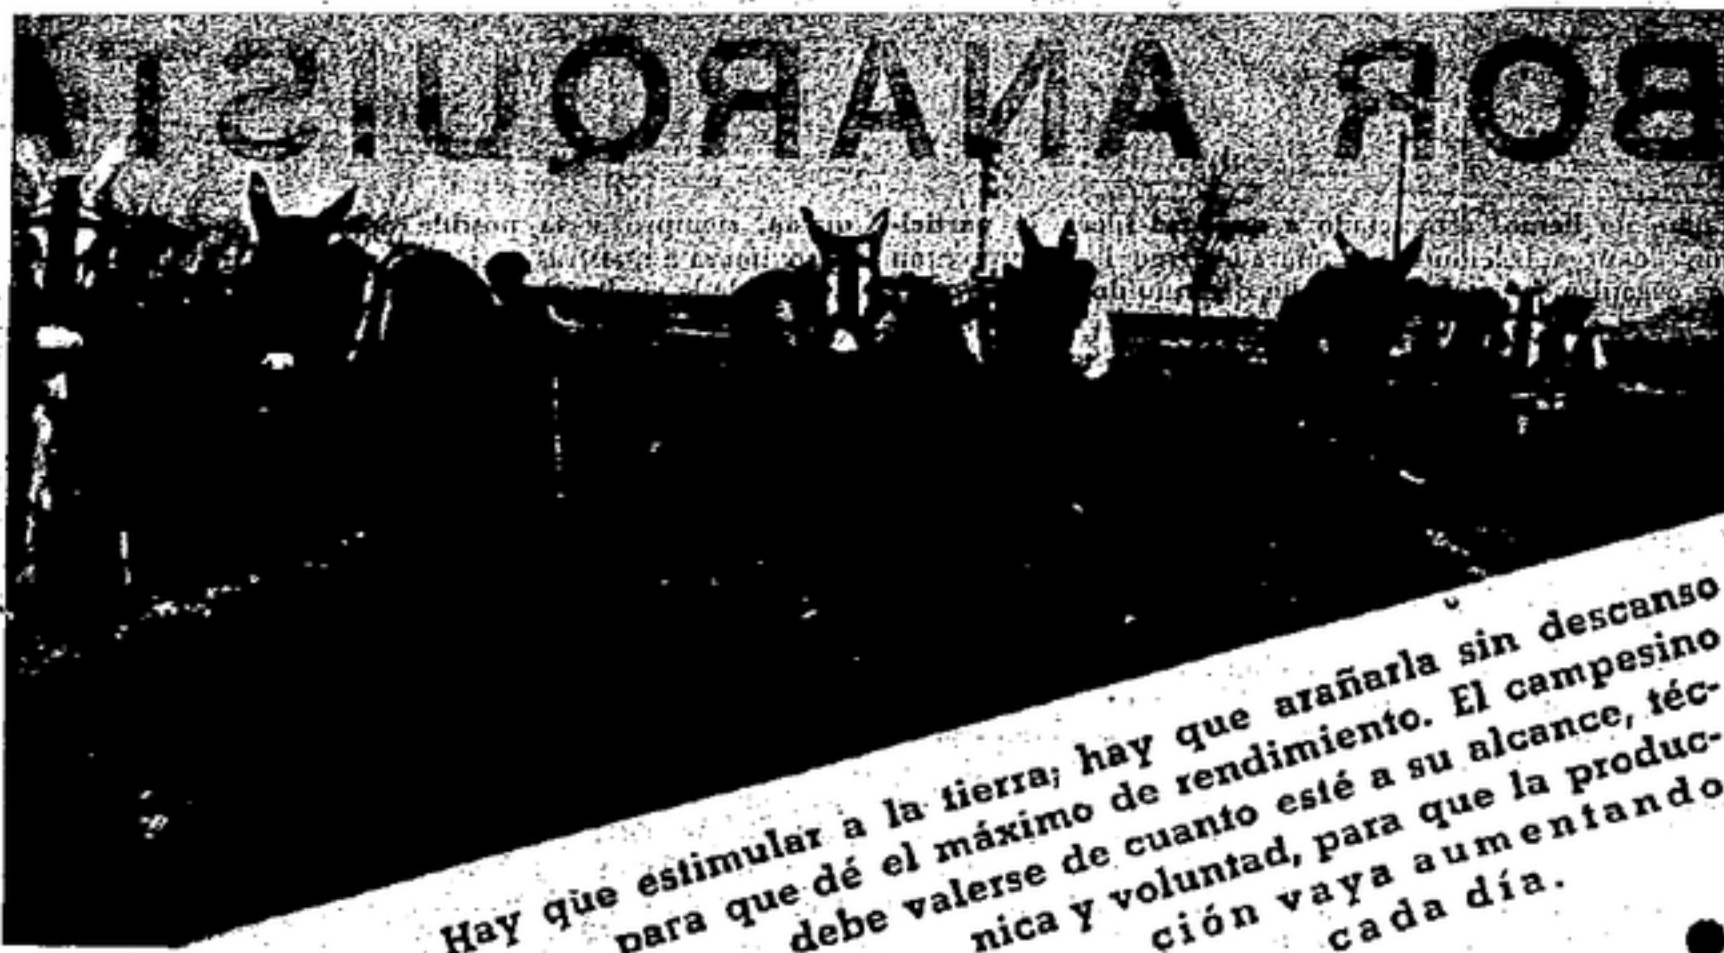 BOR ANARQUISTA
Hay que estimular a la tierra; hay que arañarla sin descanso
para que dé el máximo de rendimiento. El campesino
debe valerse de cuanto esté a su alcance, téc-
nica y voluntad, para que la produc-
ción vaya aumentando
cada día.